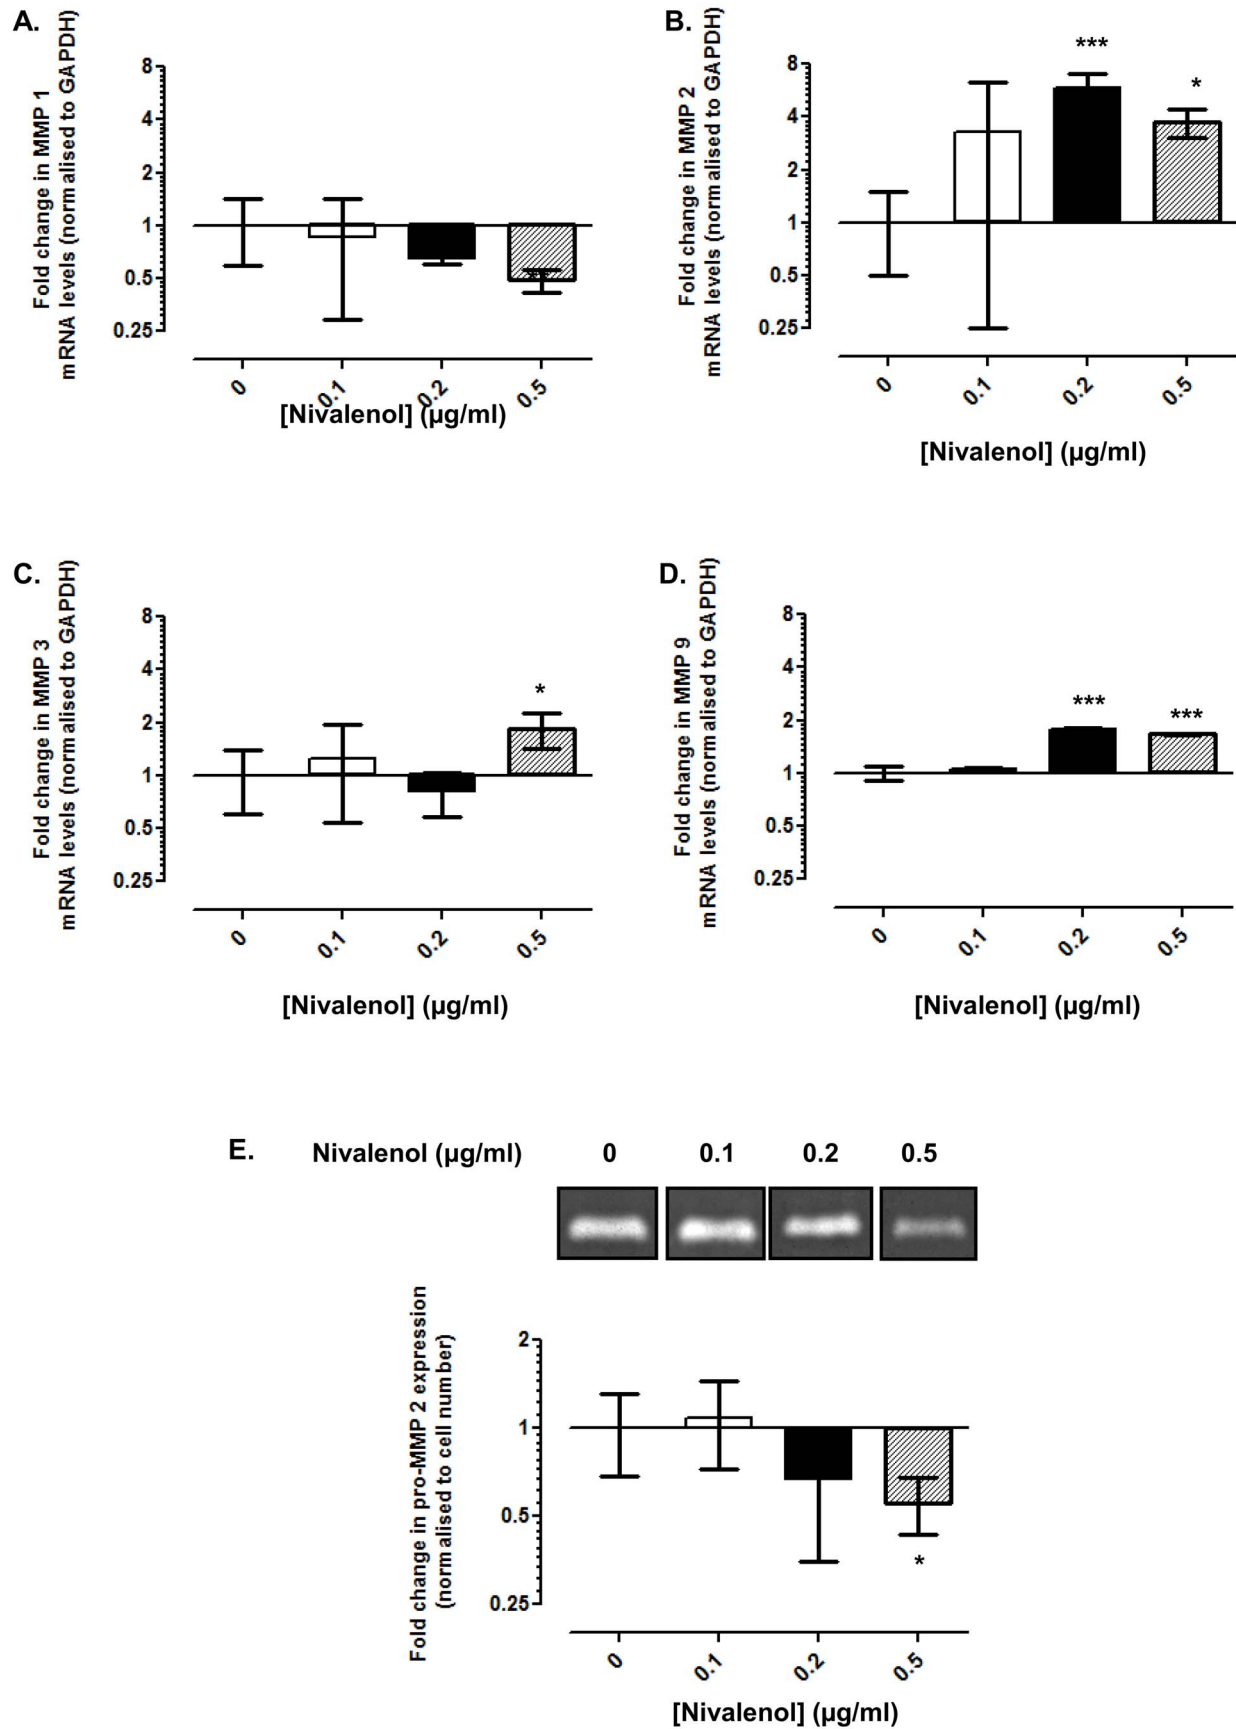 A.
Fold change in MMP 1
mRNA levels (normalised to GAPDH)
8
4
2
1
0.5
0.25
**
0
0.1
0.2
0.5
[Nivalenol] (µg/ml)
B.
Fold change in MMP 2
mRNA levels (normalised to GAPDH)
8
4
2
1
0.5
0.25
***
*
0
0.1
0.2
0.5
[Nivalenol] (µg/ml)
C.
Fold change in MMP 3
mRNA levels (normalised to GAPDH)
8
4
2
1
0.5
0.25
*
0
0.1
0.2
0.5
[Nivalenol] (µg/ml)
D.
Fold change in MMP 9
mRNA levels (normalised to GAPDH)
8
4
2
1
0.5
0.25
***
***
0
0.1
0.2
0.5
[Nivalenol] (µg/ml)
E.
Nivalenol (µg/ml) 0 0.1 0.2 0.5
Fold change in pro-MMP 2 expression
(normalised to cell number)
2
1
0.5
0.25
*
0
0.1
0.2
0.5
[Nivalenol] (µg/ml)